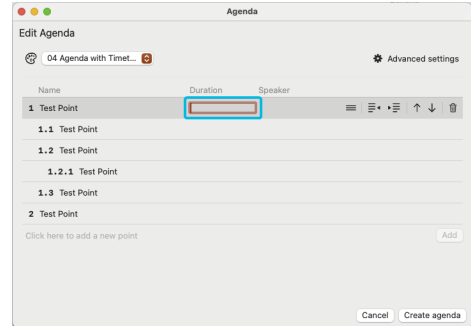 Agenda
Edit Agenda
04 Agenda with Timet...
Advanced settings
Name Duration Speaker
1 Test Point
1.1 Test Point
1.2 Test Point
1.2.1 Test Point
1.3 Test Point
2 Test Point
Click here to add a new point Add
Cancel Create agenda